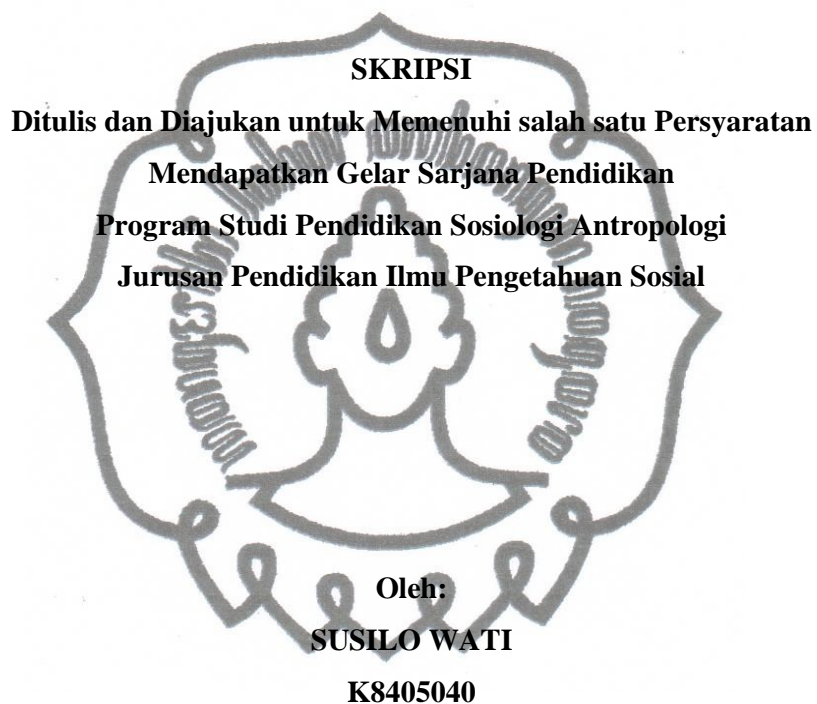 SKRIPSI
Ditulis dan Diajukan untuk Memenuhi salah satu Persyaratan
Mendapatkan Gelar Sarjana Pendidikan
Program Studi Pendidikan Sosiologi Antropologi
Jurusan Pendidikan Ilmu Pengetahuan Sosial
Oleh:
SUSILO WATI
K8405040